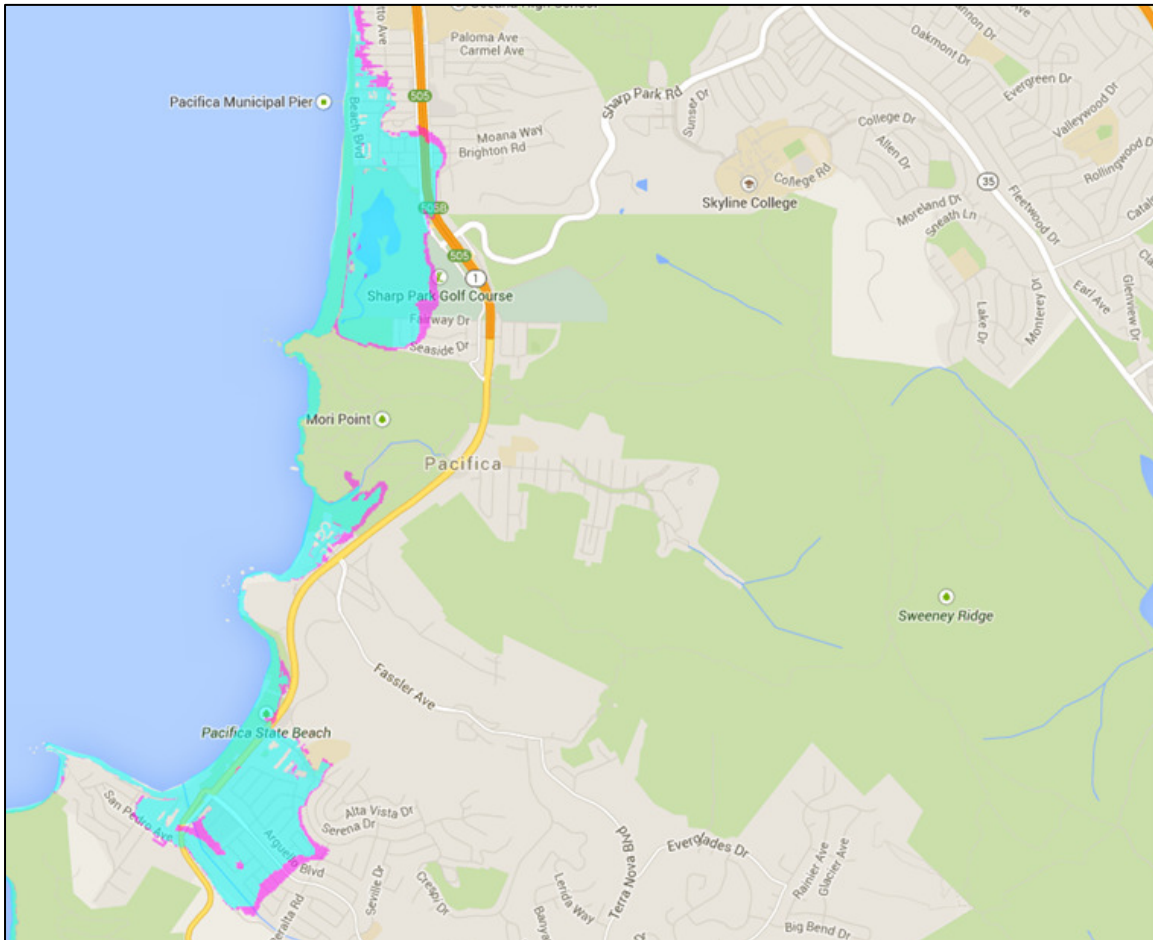 Oceana High School
Paloma Ave
Carmel Ave
Oakmont Dr
Evergreen Dr
Valleywood Dr
Rollingwood Dr
Pacifica Municipal Pier
505
Beach Blvd
Sharp Park Rd
Sunset Dr
College Dr
Moana Way
Brighton Rd
Allen Dr
College Rd
35
Fleetwood Dr
Skyline College
Moreland Dr
Sneath Ln
505B
505
1
Sharp Park Golf Course
Earl Ave
Glenview Dr
Monterey Dr
Lake Dr
Fairway Dr
Seaside Dr
Mori Point
Pacifica
Sweeney Ridge
Fassler Ave
Pacifica State Beach
San Pedro Ave
Alta Vista Dr
Serena Dr
Arguello Blvd
Everglades Dr
Terra Nova Blvd
Rainier Ave
Glacier Ave
Seville Dr
Crespi Dr
Lerida Way
Big Bend Dr